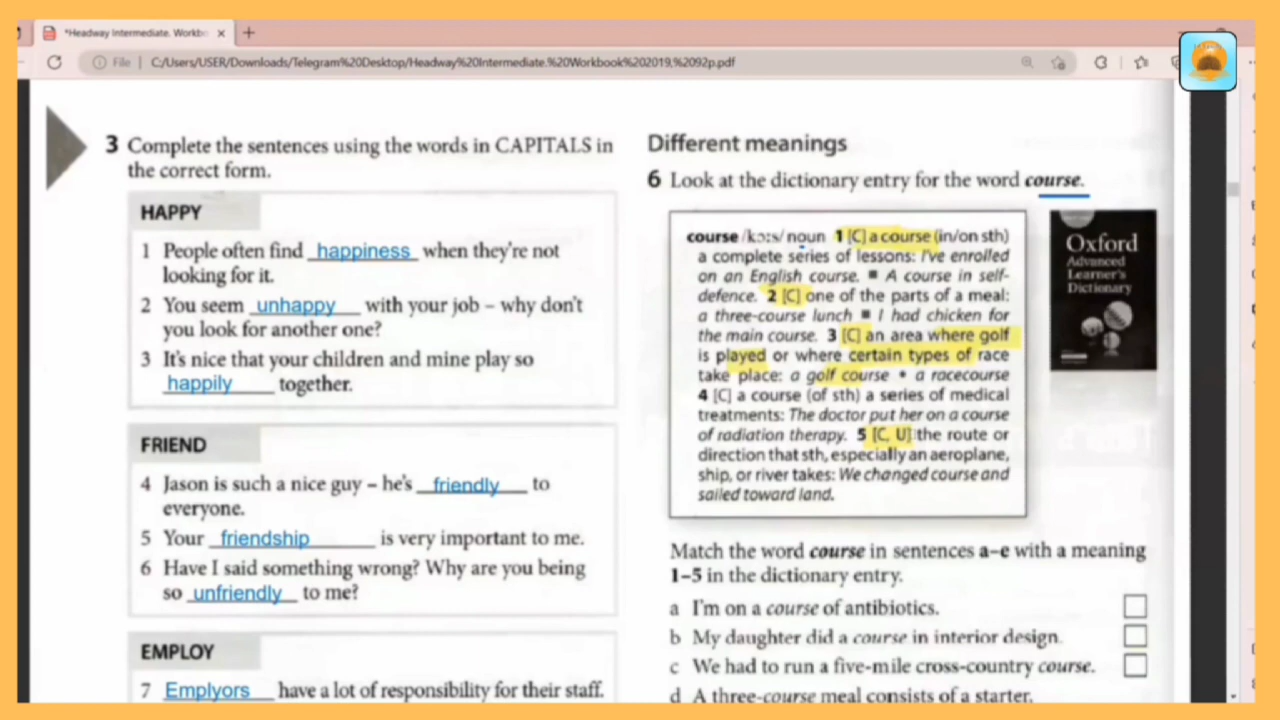 *Headway Intermediate. Workbo
File C:/Users/USER/Downloads/Telegram%20Desktop/Headway%20Intermediate.%20Workbook%202019,%2092p.pdf
3 Complete the sentences using the words in CAPITALS in
the correct form.
HAPPY
1 People often find happiness when they're not
looking for it.
2 You seem unhappy with your job – why don't
you look for another one?
3 It's nice that your children and mine play so
happily together.
FRIEND
4 Jason is such a nice guy – he's friendly to
everyone.
5 Your friendship is very important to me.
6 Have I said something wrong? Why are you being
so unfriendly to me?
EMPLOY
7 Emplyors have a lot of responsibility for their staff.
Different meanings
6 Look at the dictionary entry for the word course.
course /kɔːs/ noun 1 [C] a course (in/on sth)
a complete series of lessons: I've enrolled
on an English course. ■ A course in self-
defence. 2 [C] one of the parts of a meal:
a three-course lunch ■ I had chicken for
the main course. 3 [C] an area where golf
is played or where certain types of race
take place: a golf course • a racecourse
4 [C] a course (of sth) a series of medical
treatments: The doctor put her on a course
of radiation therapy. 5 [C, U] the route or
direction that sth, especially an aeroplane,
ship, or river takes: We changed course and
sailed toward land.
Oxford
Advanced
Learner's
Dictionary
Match the word course in sentences a–e with a meaning
1–5 in the dictionary entry.
a I'm on a course of antibiotics.
b My daughter did a course in interior design.
c We had to run a five-mile cross-country course.
d A three-course meal consists of a starter,